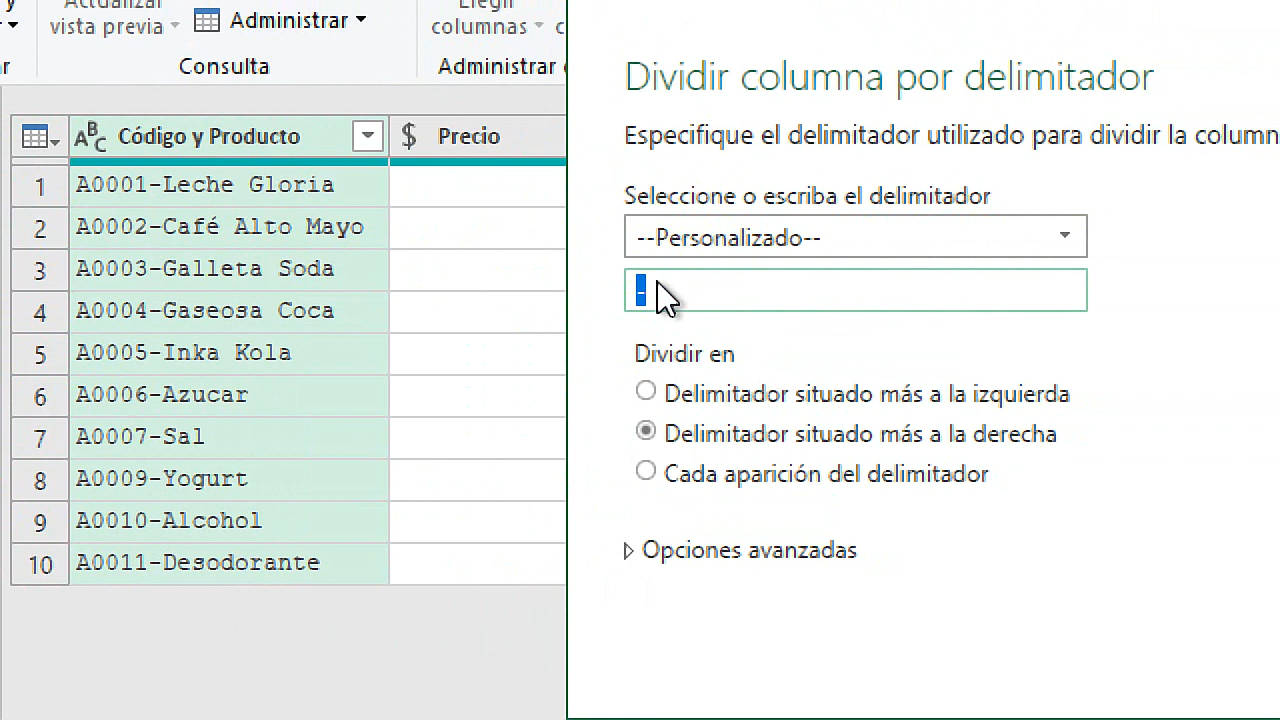 y
Actualizar
vista previa
Administrar
Elegir
columnas
c
r
Consulta
Administrar
Código y Producto
$ Precio
1 A0001-Leche Gloria
2 A0002-Café Alto Mayo
3 A0003-Galleta Soda
4 A0004-Gaseosa Coca
5 A0005-Inka Kola
6 A0006-Azucar
7 A0007-Sal
8 A0009-Yogurt
9 A0010-Alcohol
10 A0011-Desodorante
Dividir columna por delimitador
Especifique el delimitador utilizado para dividir la column
Seleccione o escriba el delimitador
--Personalizado--
-
Dividir en
Delimitador situado más a la izquierda
Delimitador situado más a la derecha
Cada aparición del delimitador
Opciones avanzadas